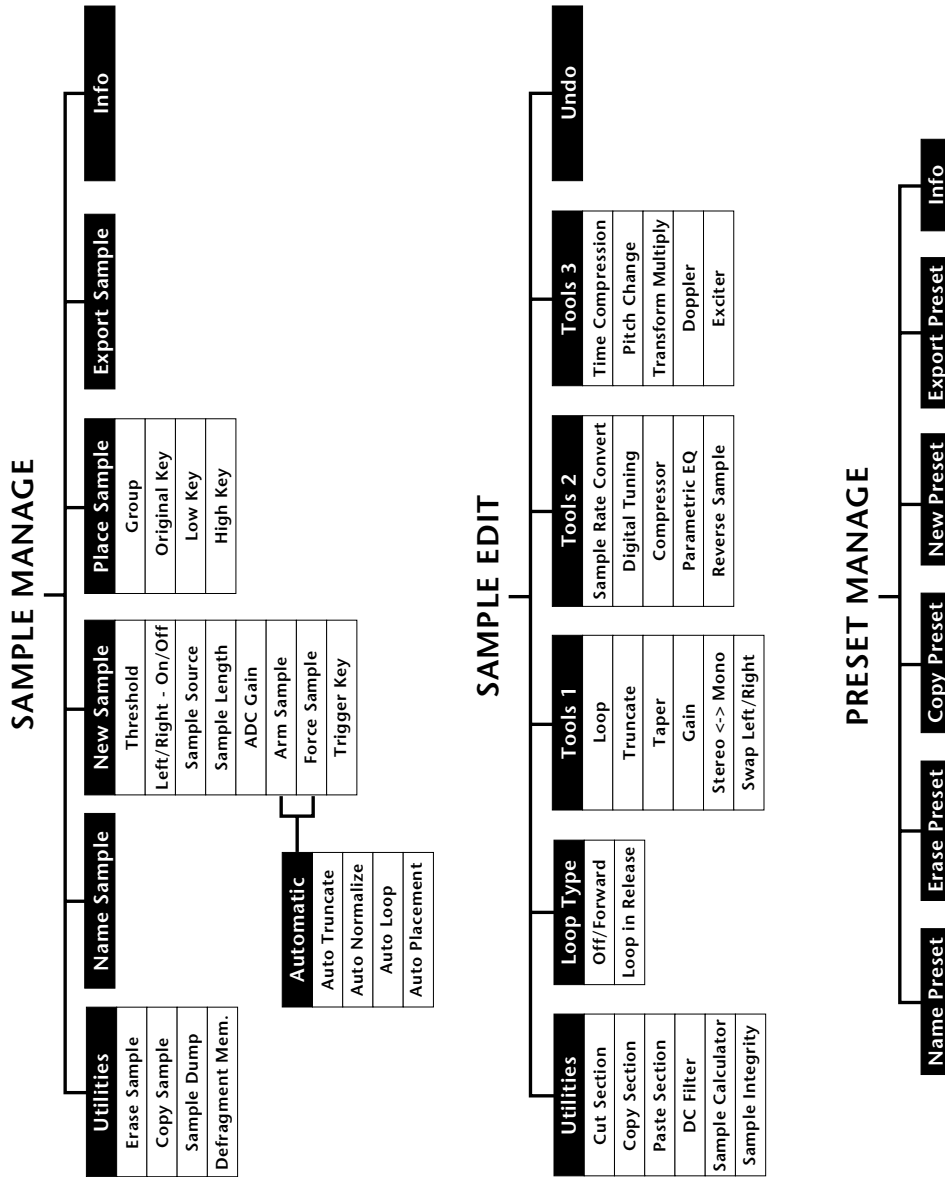 SAMPLE MANAGE
Utilities
Erase Sample
Copy Sample
Sample Dump
Defragment Mem.
Name Sample
New Sample
Threshold
Left/Right - On/Off
Sample Source
Sample Length
ADC Gain
Arm Sample
Force Sample
Trigger Key
Automatic
Auto Truncate
Auto Normalize
Auto Loop
Auto Placement
Place Sample
Group
Original Key
Low Key
High Key
Export Sample
Info
SAMPLE EDIT
Utilities
Cut Section
Copy Section
Paste Section
DC Filter
Sample Calculator
Sample Integrity
Loop Type
Off/Forward
Loop in Release
Tools 1
Loop
Truncate
Taper
Gain
Stereo <-> Mono
Swap Left/Right
Tools 2
Sample Rate Convert
Digital Tuning
Compressor
Parametric EQ
Reverse Sample
Tools 3
Time Compression
Pitch Change
Transform Multiply
Doppler
Exciter
Undo
PRESET MANAGE
Name Preset
Erase Preset
Copy Preset
New Preset
Export Preset
Info